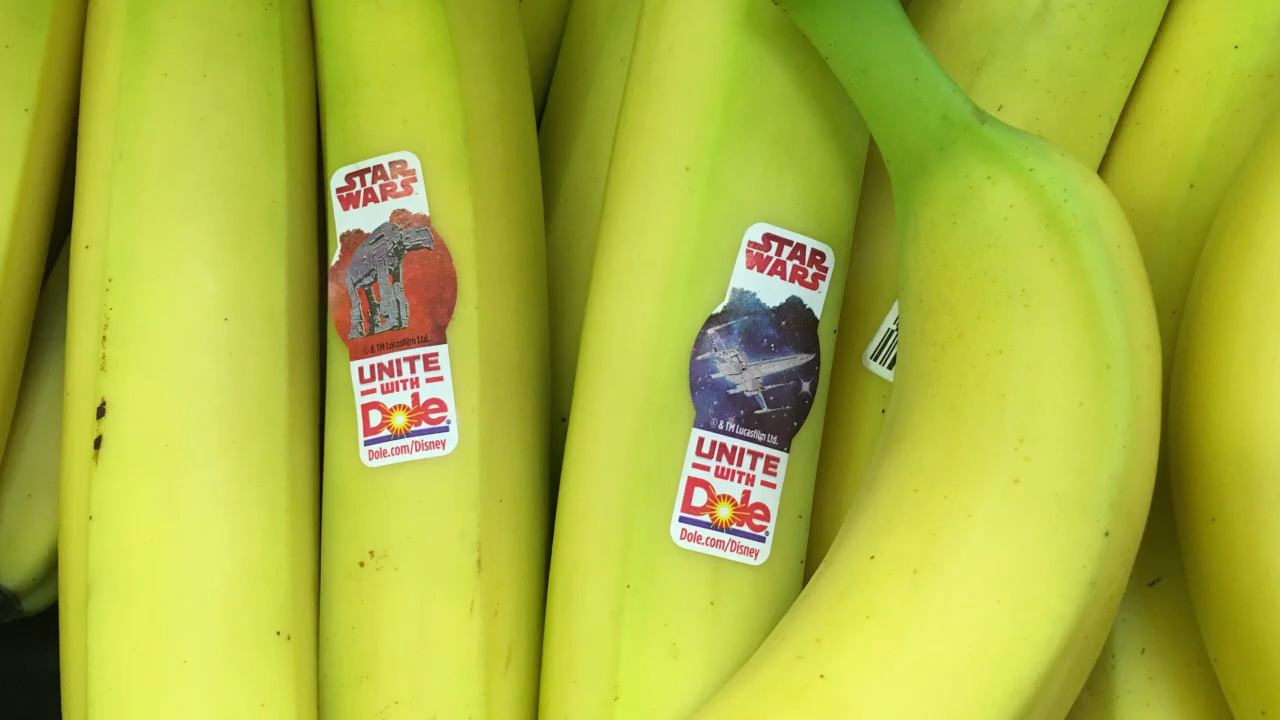 STAR
WARS
© & TM Lucasfilm Ltd.
UNITE
WITH
Dole®
Dole.com/Disney
STAR
WARS
© & TM Lucasfilm Ltd.
UNITE
WITH
Dole®
Dole.com/Disney